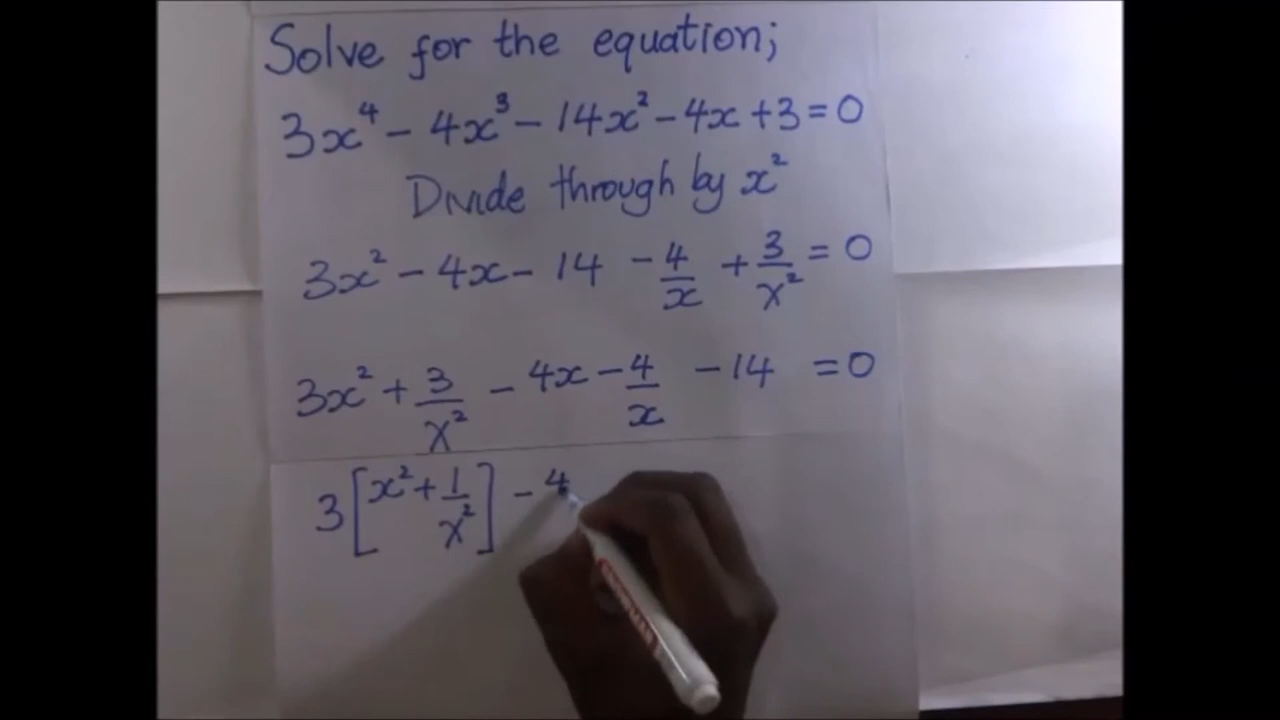 Solve for the equation;
3x⁴ - 4x³ - 14x² - 4x + 3 = 0
Divide through by x²
3x² - 4x - 14 - 4/x + 3/x² = 0
3x² + 3/x² - 4x - 4/x - 14 = 0
3[x² + 1/x²] - 4